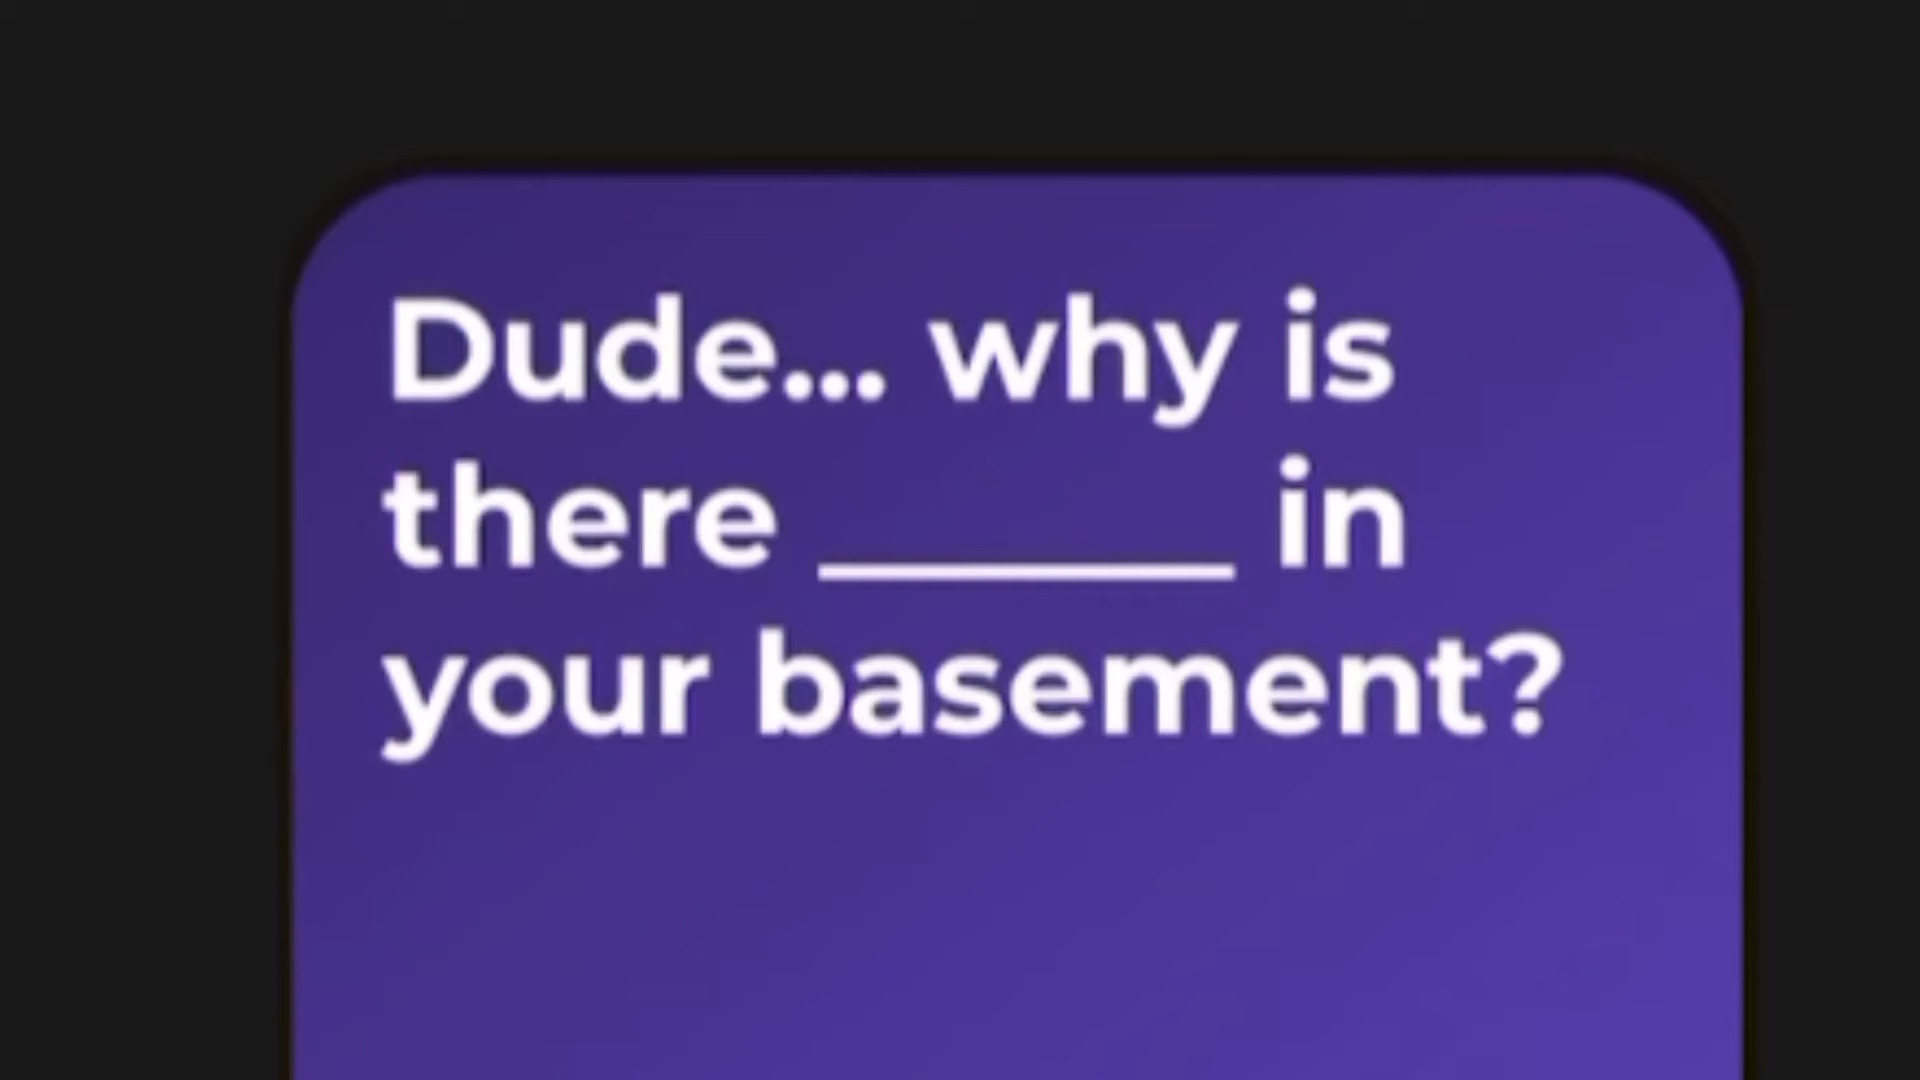 Dude... why is
there ______ in
your basement?